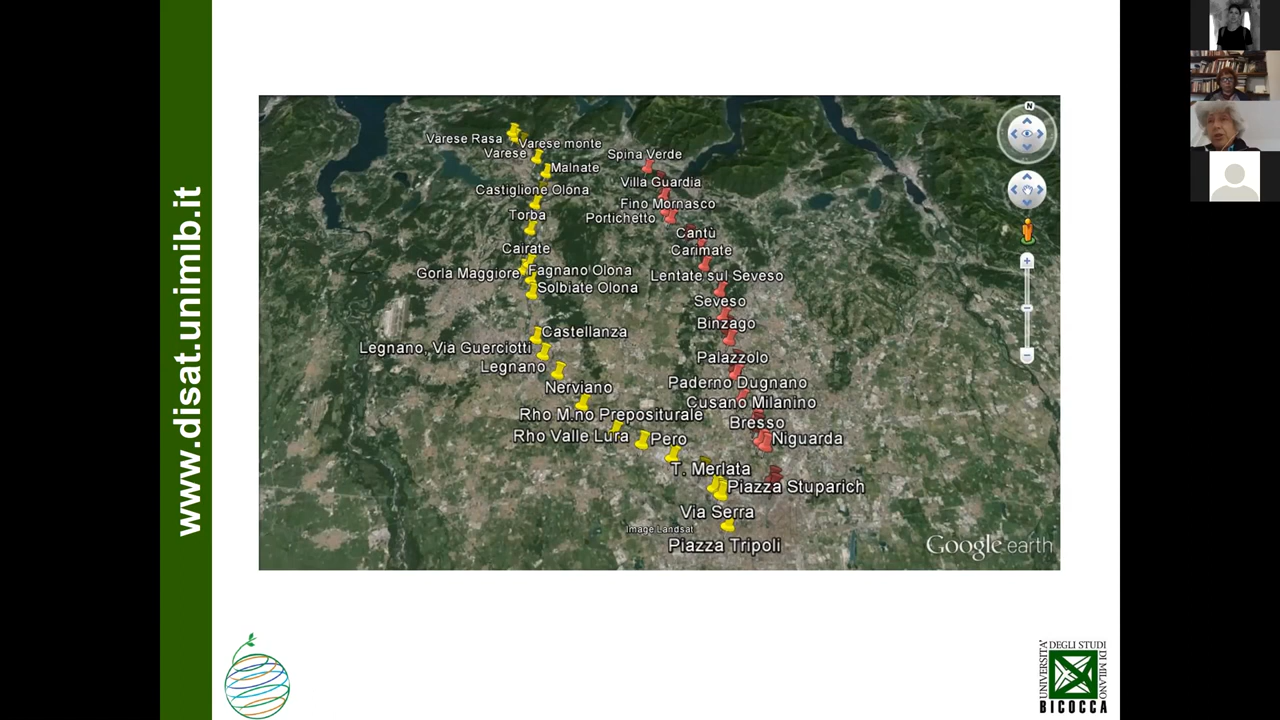 www.disat.unimib.it
N
Varese Rasa
Varese monte
Varese
Spina Verde
Malnate
Villa Guardia
Castiglione Olona
Fino Mornasco
Torba
Portichetto
Cantù
Cairate
Carimate
Gorla Maggiore
Fagnano Olona
Lentate sul Seveso
Solbiate Olona
Seveso
Binzago
Castellanza
Legnano, Via Guerciotti
Palazzolo
Legnano
Nerviano
Paderno Dugnano
Cusano Milanino
Rho M.no Prepositurale
Bresso
Rho Valle Lura
Pero
Niguarda
T. Merlata
Piazza Stuparich
Via Serra
Image Landsat
Piazza Tripoli
Google earth
UNIVERSITA'
DEGLI STUDI
DI MILANO
BICOCCA